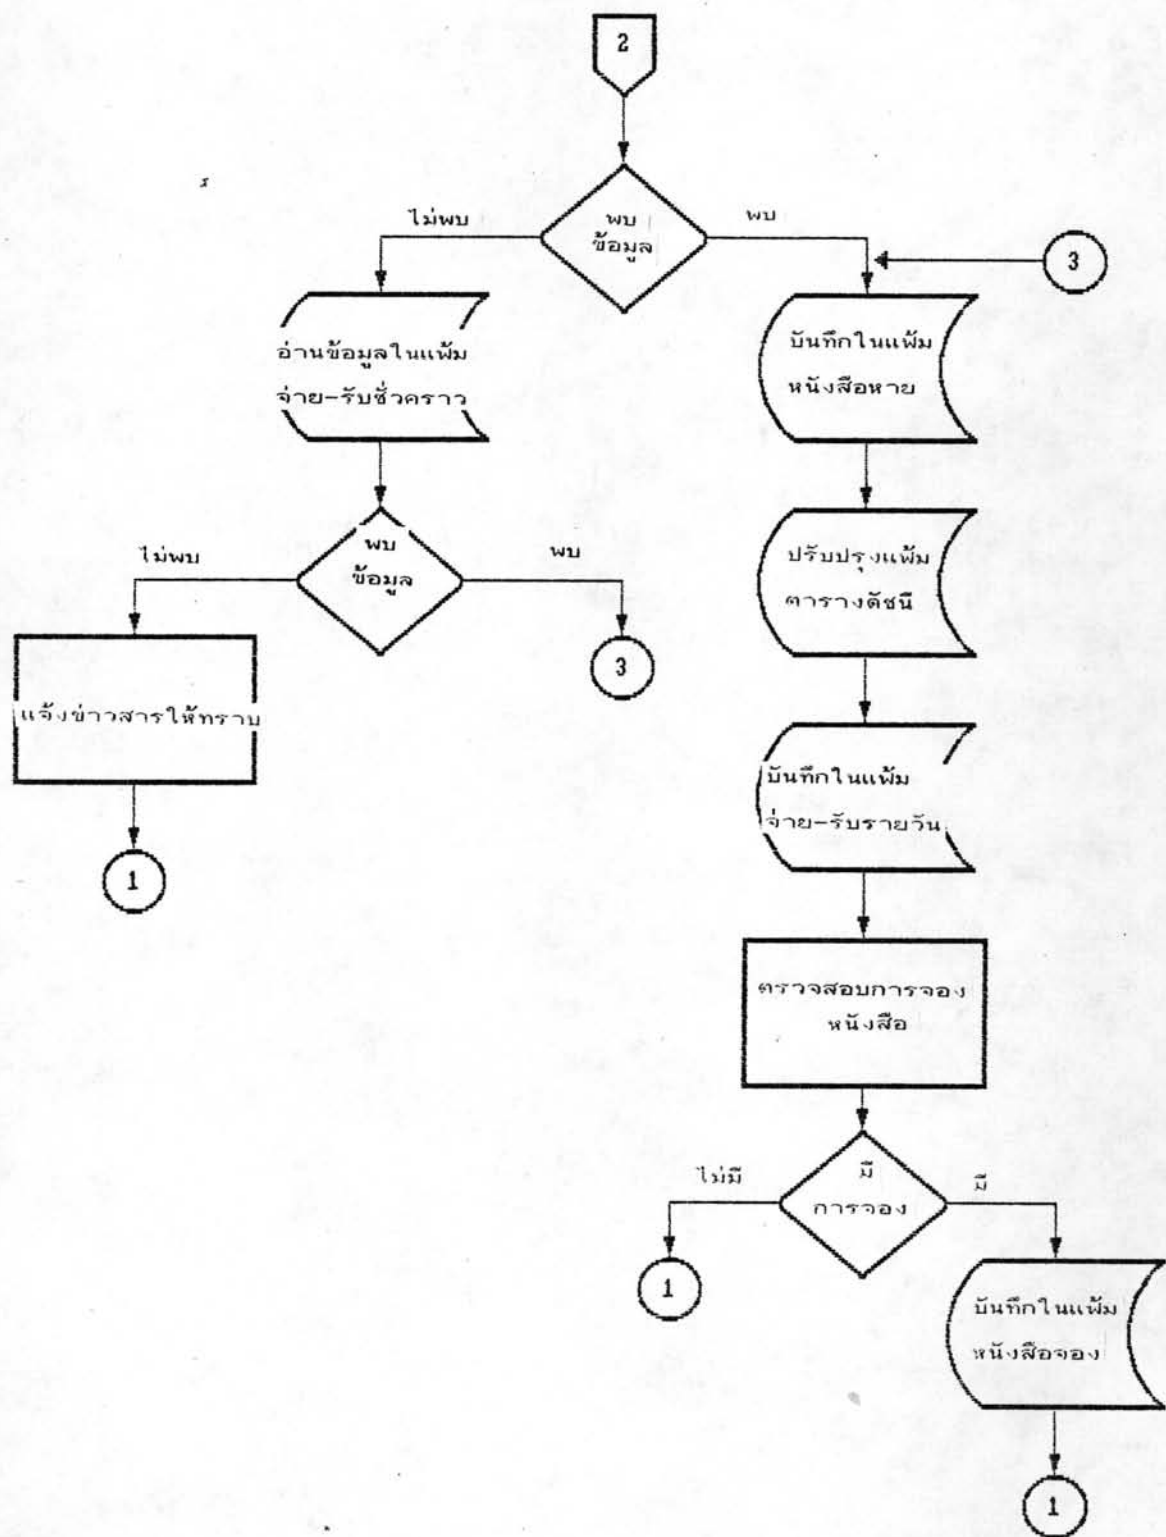 2
พบ
ข้อมูล
ไม่พบ
พบ
3
อ่านข้อมูลในแฟ้ม
จ่าย-รับชั่วคราว
บันทึกในแฟ้ม
หนังสือหาย
พบ
ข้อมูล
ไม่พบ
พบ
ปรับปรุงแฟ้ม
ตารางดัชนี
3
แจ้งข่าวสารให้ทราบ
บันทึกในแฟ้ม
จ่าย-รับรายวัน
1
ตรวจสอบการจอง
หนังสือ
มี
การจอง
ไม่มี
มี
1
บันทึกในแฟ้ม
หนังสือจอง
1